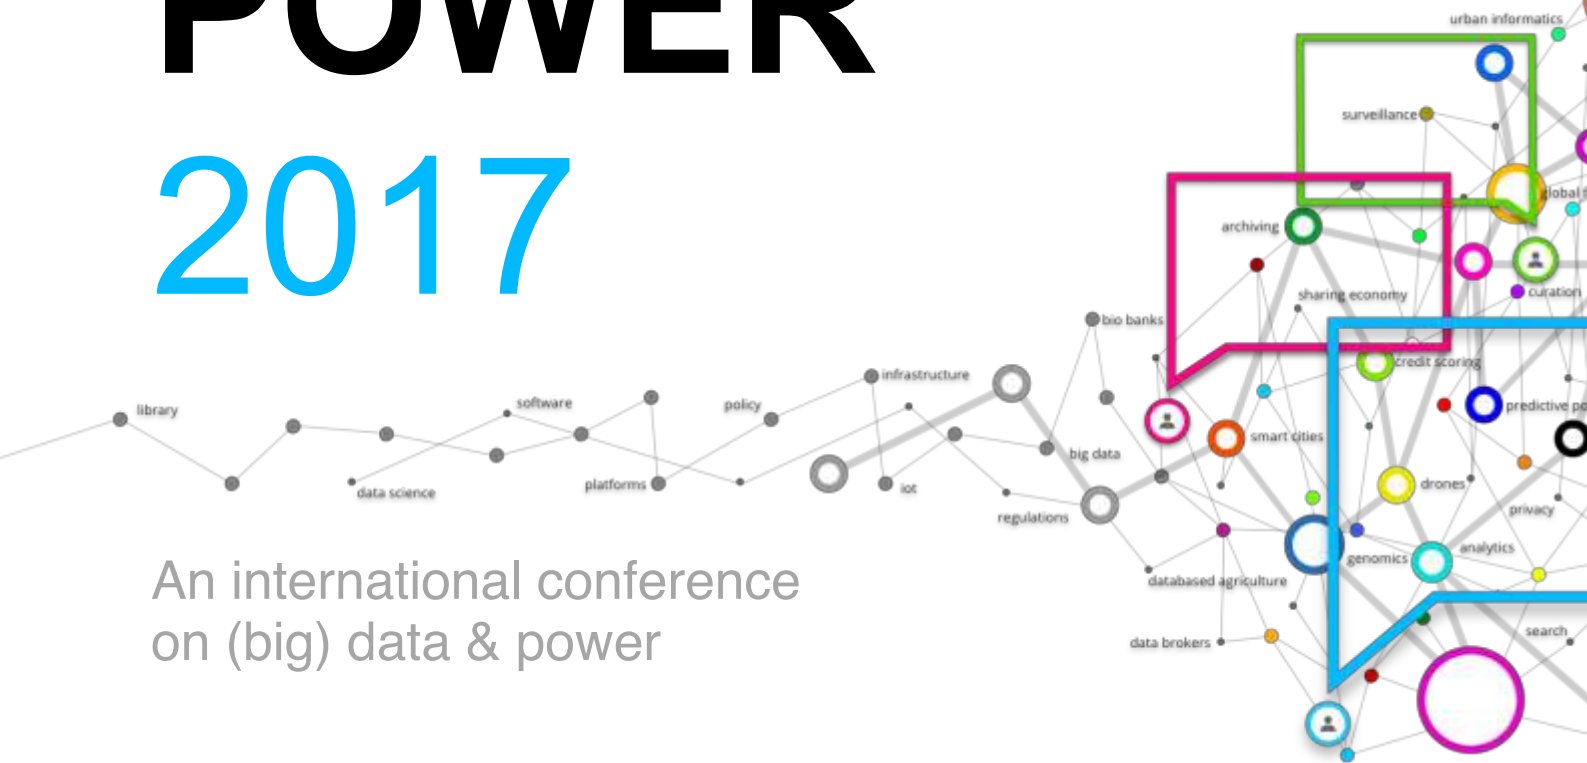 POWER
2017
urban informatics
surveillance
global f
archiving
curation
sharing economy
bio banks
credit scoring
infrastructure
library
software
policy
predictive po
smart cities
big data
data science
platforms
iot
drones
regulations
privacy
analytics
genomics
databased agriculture
search
data brokers
An international conference
on (big) data & power